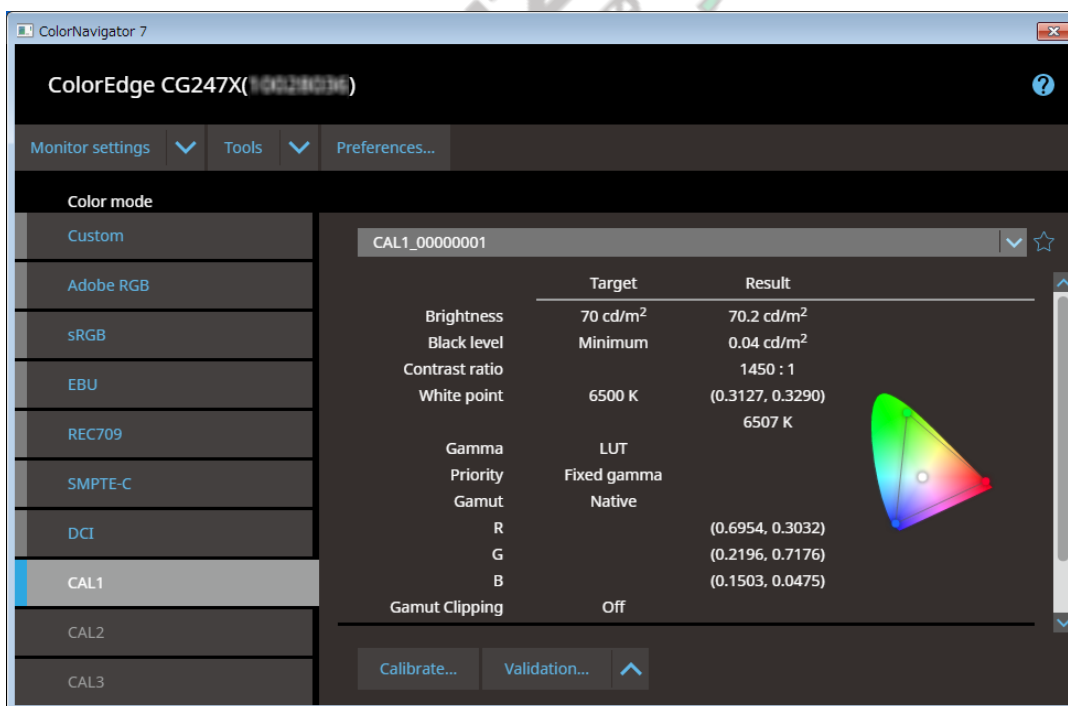 ColorNavigator 7
ColorEdge CG247X( )
?
Monitor settings Tools Preferences...
Color mode
Custom
Adobe RGB
sRGB
EBU
REC709
SMPTE-C
DCI
CAL1
CAL2
CAL3
CAL1_00000001
Target Result
Brightness 70 cd/m² 70.2 cd/m²
Black level Minimum 0.04 cd/m²
Contrast ratio 1450 : 1
White point 6500 K (0.3127, 0.3290)
6507 K
Gamma LUT
Priority Fixed gamma
Gamut Native
R (0.6954, 0.3032)
G (0.2196, 0.7176)
B (0.1503, 0.0475)
Gamut Clipping Off
Calibrate... Validation...